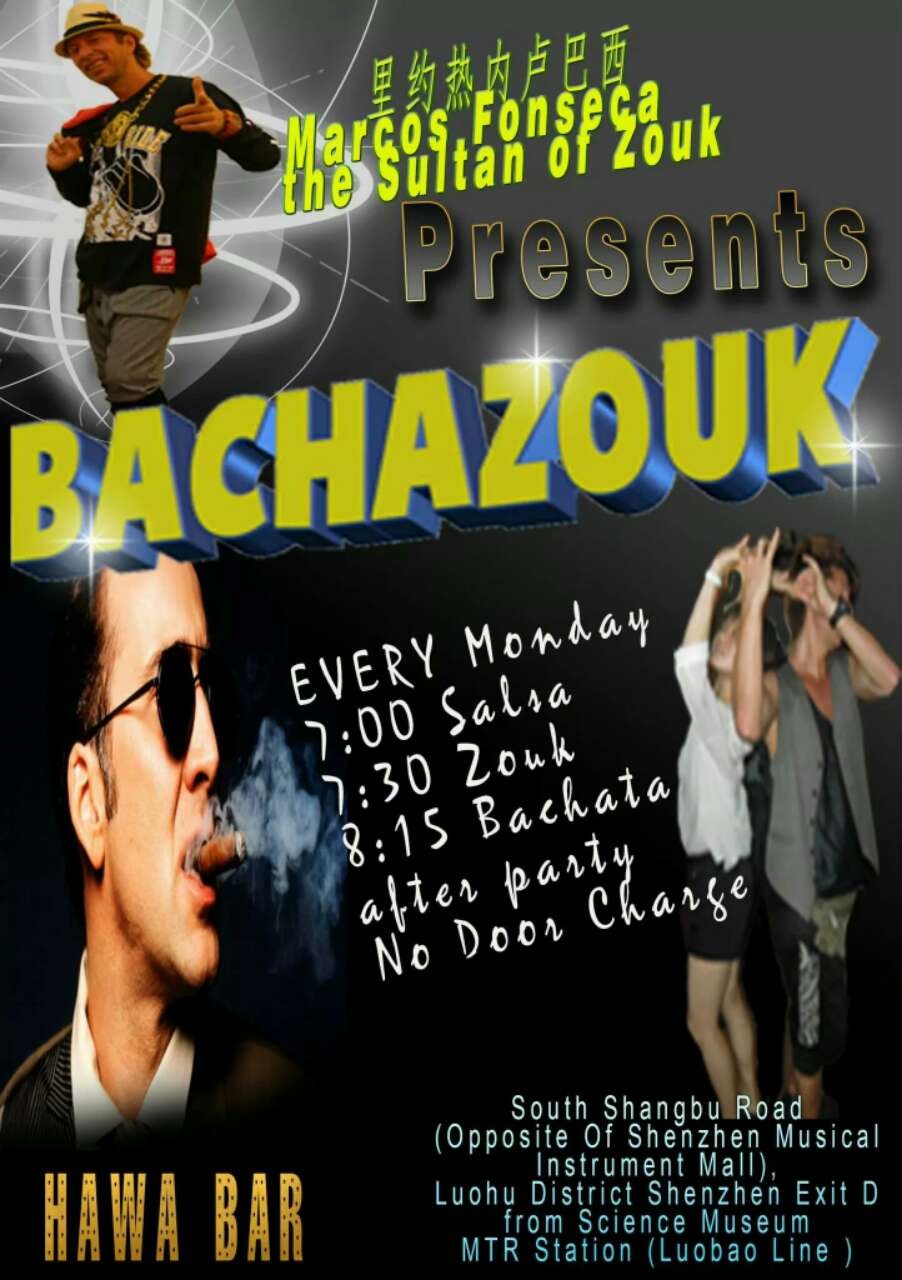 里约热内卢巴西
Marcos Fonseca
the Sultan of Zouk
Presents
BACHAZOUK
EVERY Monday
7:00 Salsa
7:30 Zouk
8:15 Bachata
after party
No Door Charge
South Shangbu Road
(Opposite Of Shenzhen Musical
Instrument Mall),
Luohu District Shenzhen Exit D
from Science Museum
MTR Station (Luobao Line )
HAWA BAR